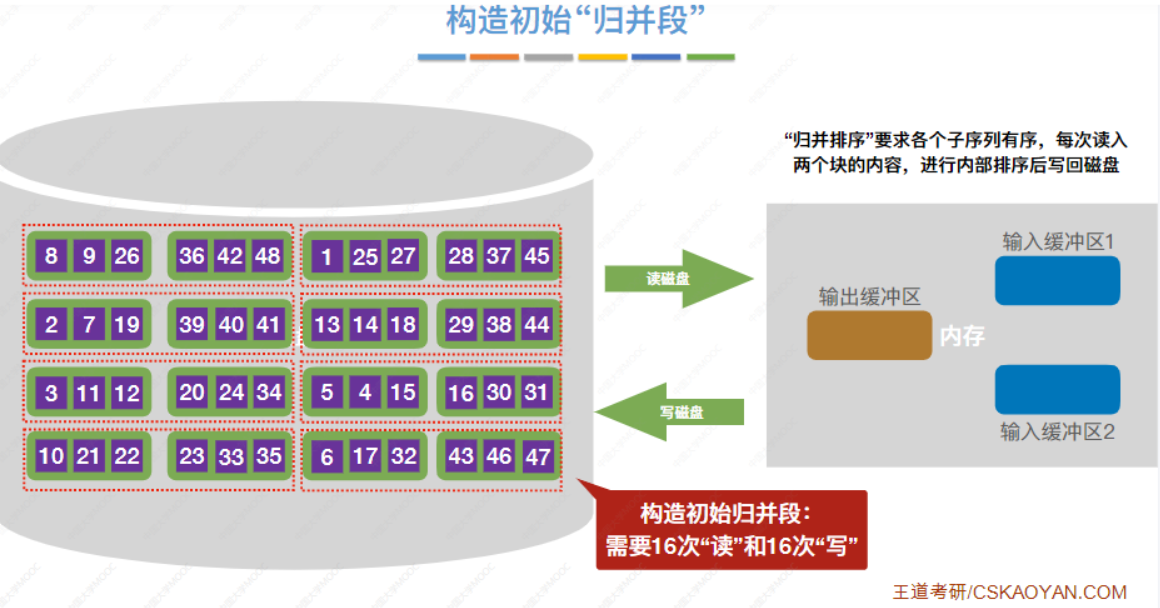 构造初始“归并段”
“归并排序”要求各个子序列有序，每次读入
两个块的内容，进行内部排序后写回磁盘
8 9 26 36 42 48 1 25 27 28 37 45
2 7 19 39 40 41 13 14 18 29 38 44
3 11 12 20 24 34 5 4 15 16 30 31
10 21 22 23 33 35 6 17 32 43 46 47
读磁盘
写磁盘
输入缓冲区1
输出缓冲区
内存
输入缓冲区2
构造初始归并段：
需要16次“读”和16次“写”
王道考研/CSKAOYAN.COM